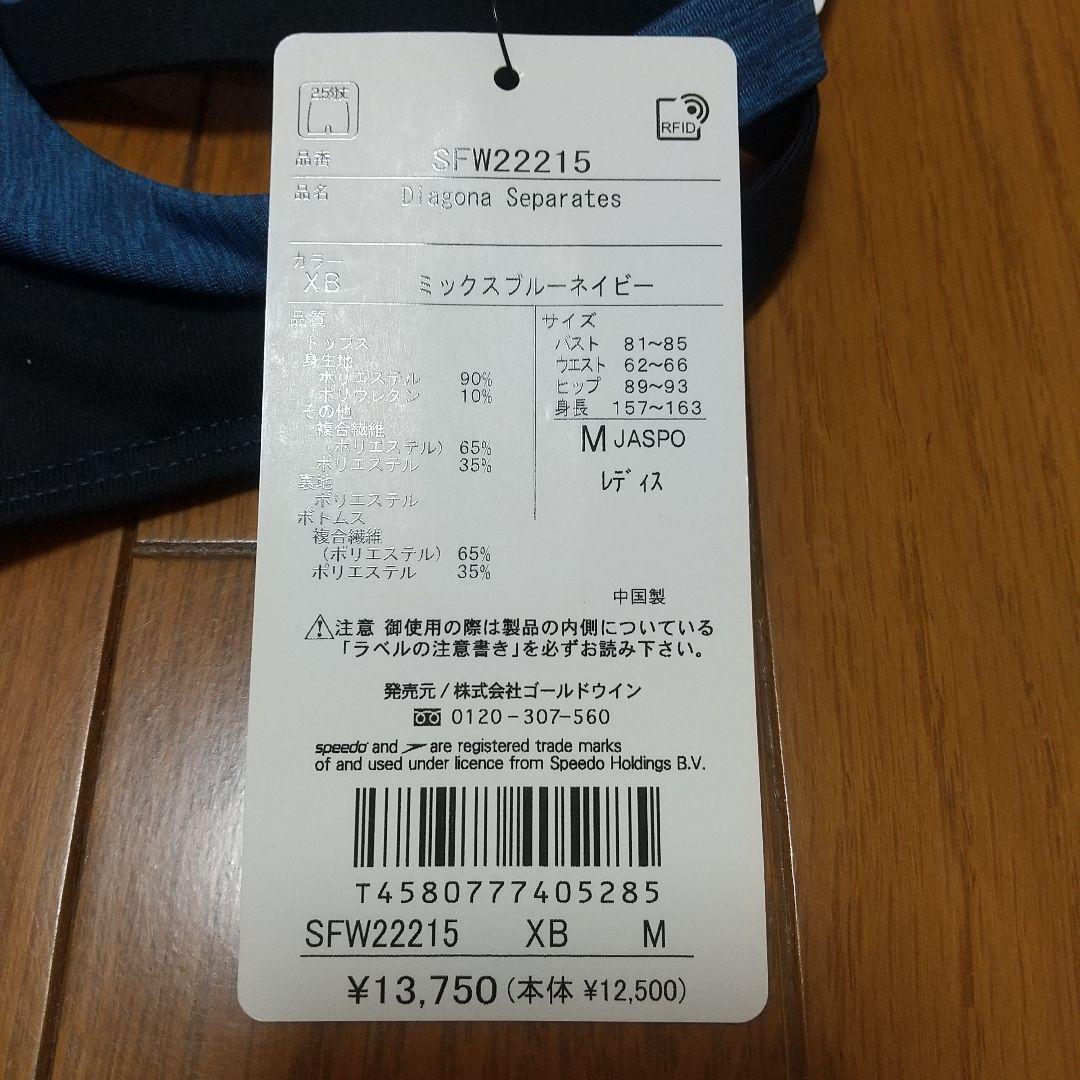 2.5分丈
RFID
品番 SFW22215
品名 Diagona Separates
カラー
XB ミックスブルーネイビー
品質
トップス
身生地
ポリエステル 90%
ポリウレタン 10%
その他
複合繊維
(ポリエステル) 65%
ポリエステル 35%
裏地
ポリエステル
ボトムス
複合繊維
(ポリエステル) 65%
ポリエステル 35%
サイズ
バスト 81〜85
ウエスト 62〜66
ヒップ 89〜93
身長 157〜163
M JASPO
レディス
中国製
注意 御使用の際は製品の内側についている
「ラベルの注意書き」を必ずお読み下さい。
発売元/株式会社ゴールドウイン
0120-307-560
speedo and are registered trade marks
of and used under licence from Speedo Holdings B.V.
T4580777405285
SFW22215 XB M
¥13,750(本体 ¥12,500)